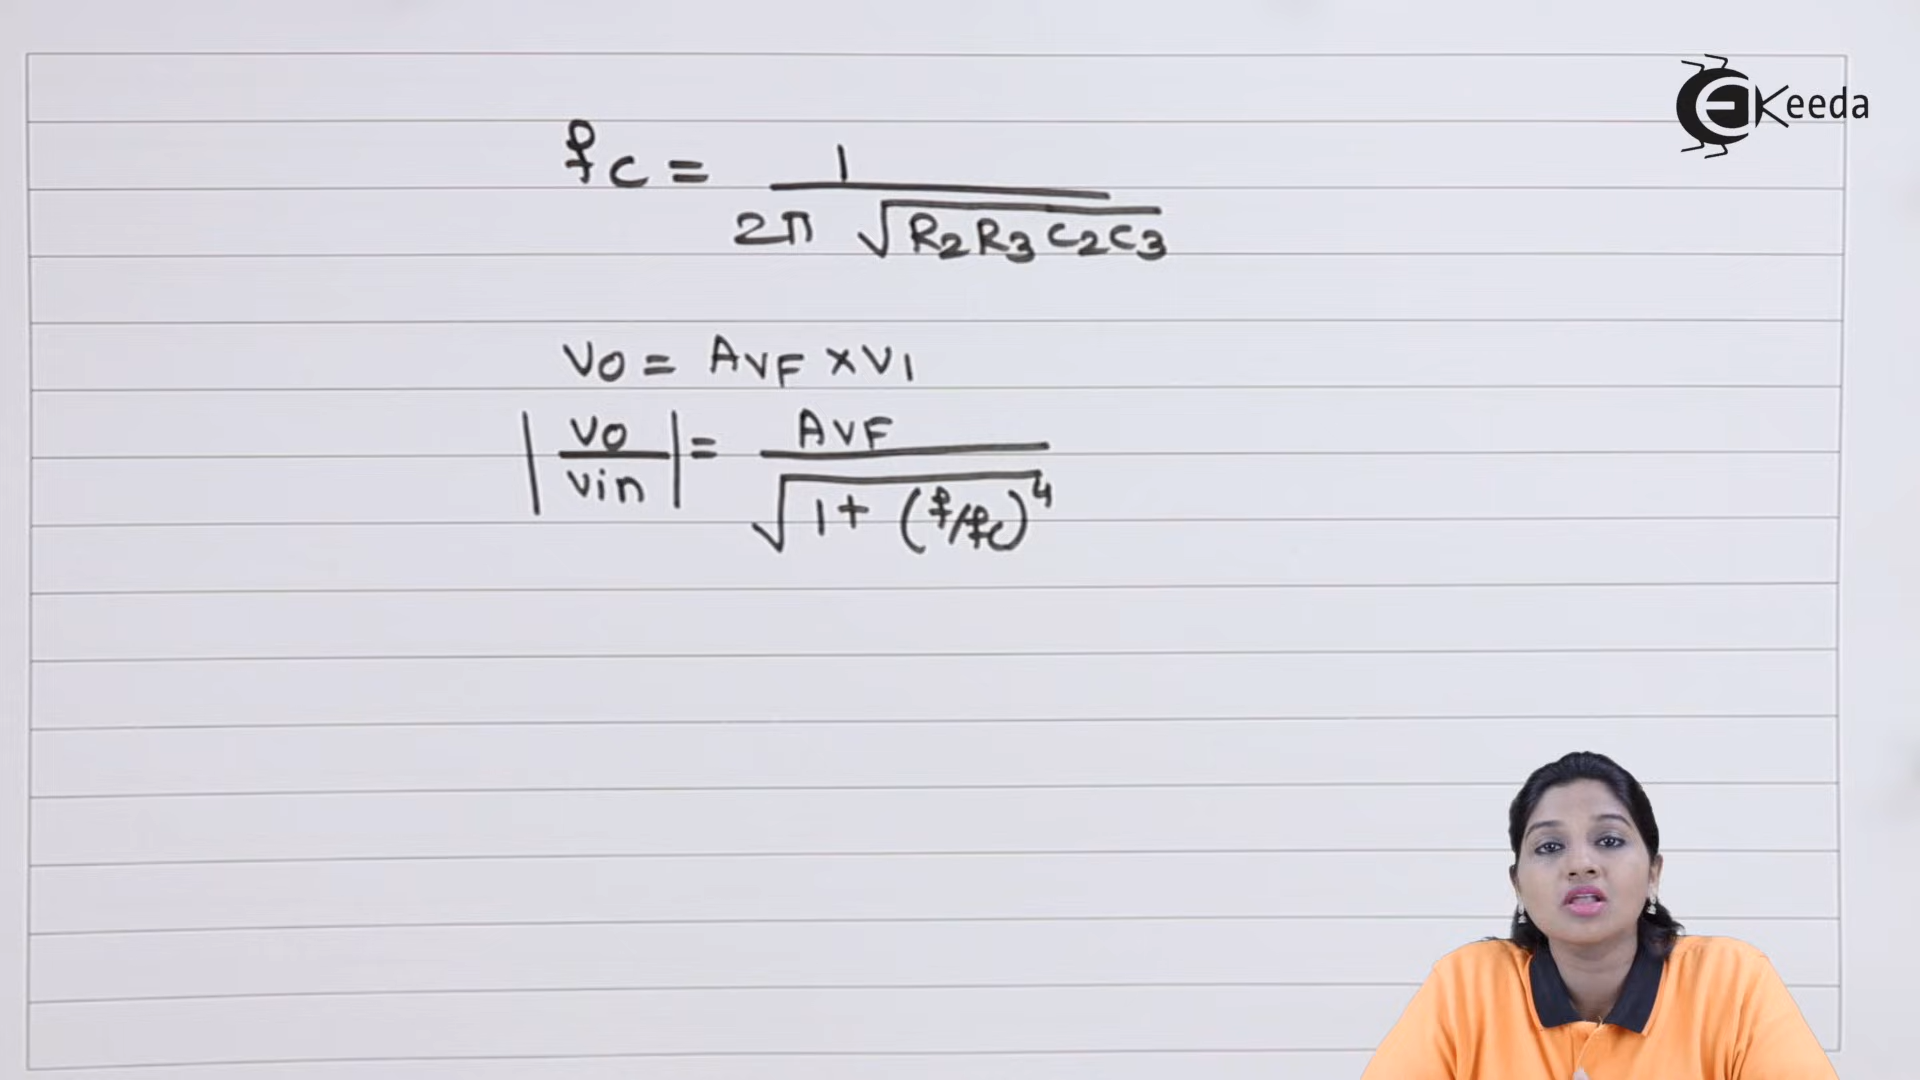 EKeeda
fc = 1 / 2π √R2R3C2C3
Vo = AVF × V1
|Vo / Vin| = AVF / √1 + (f/fc)^4